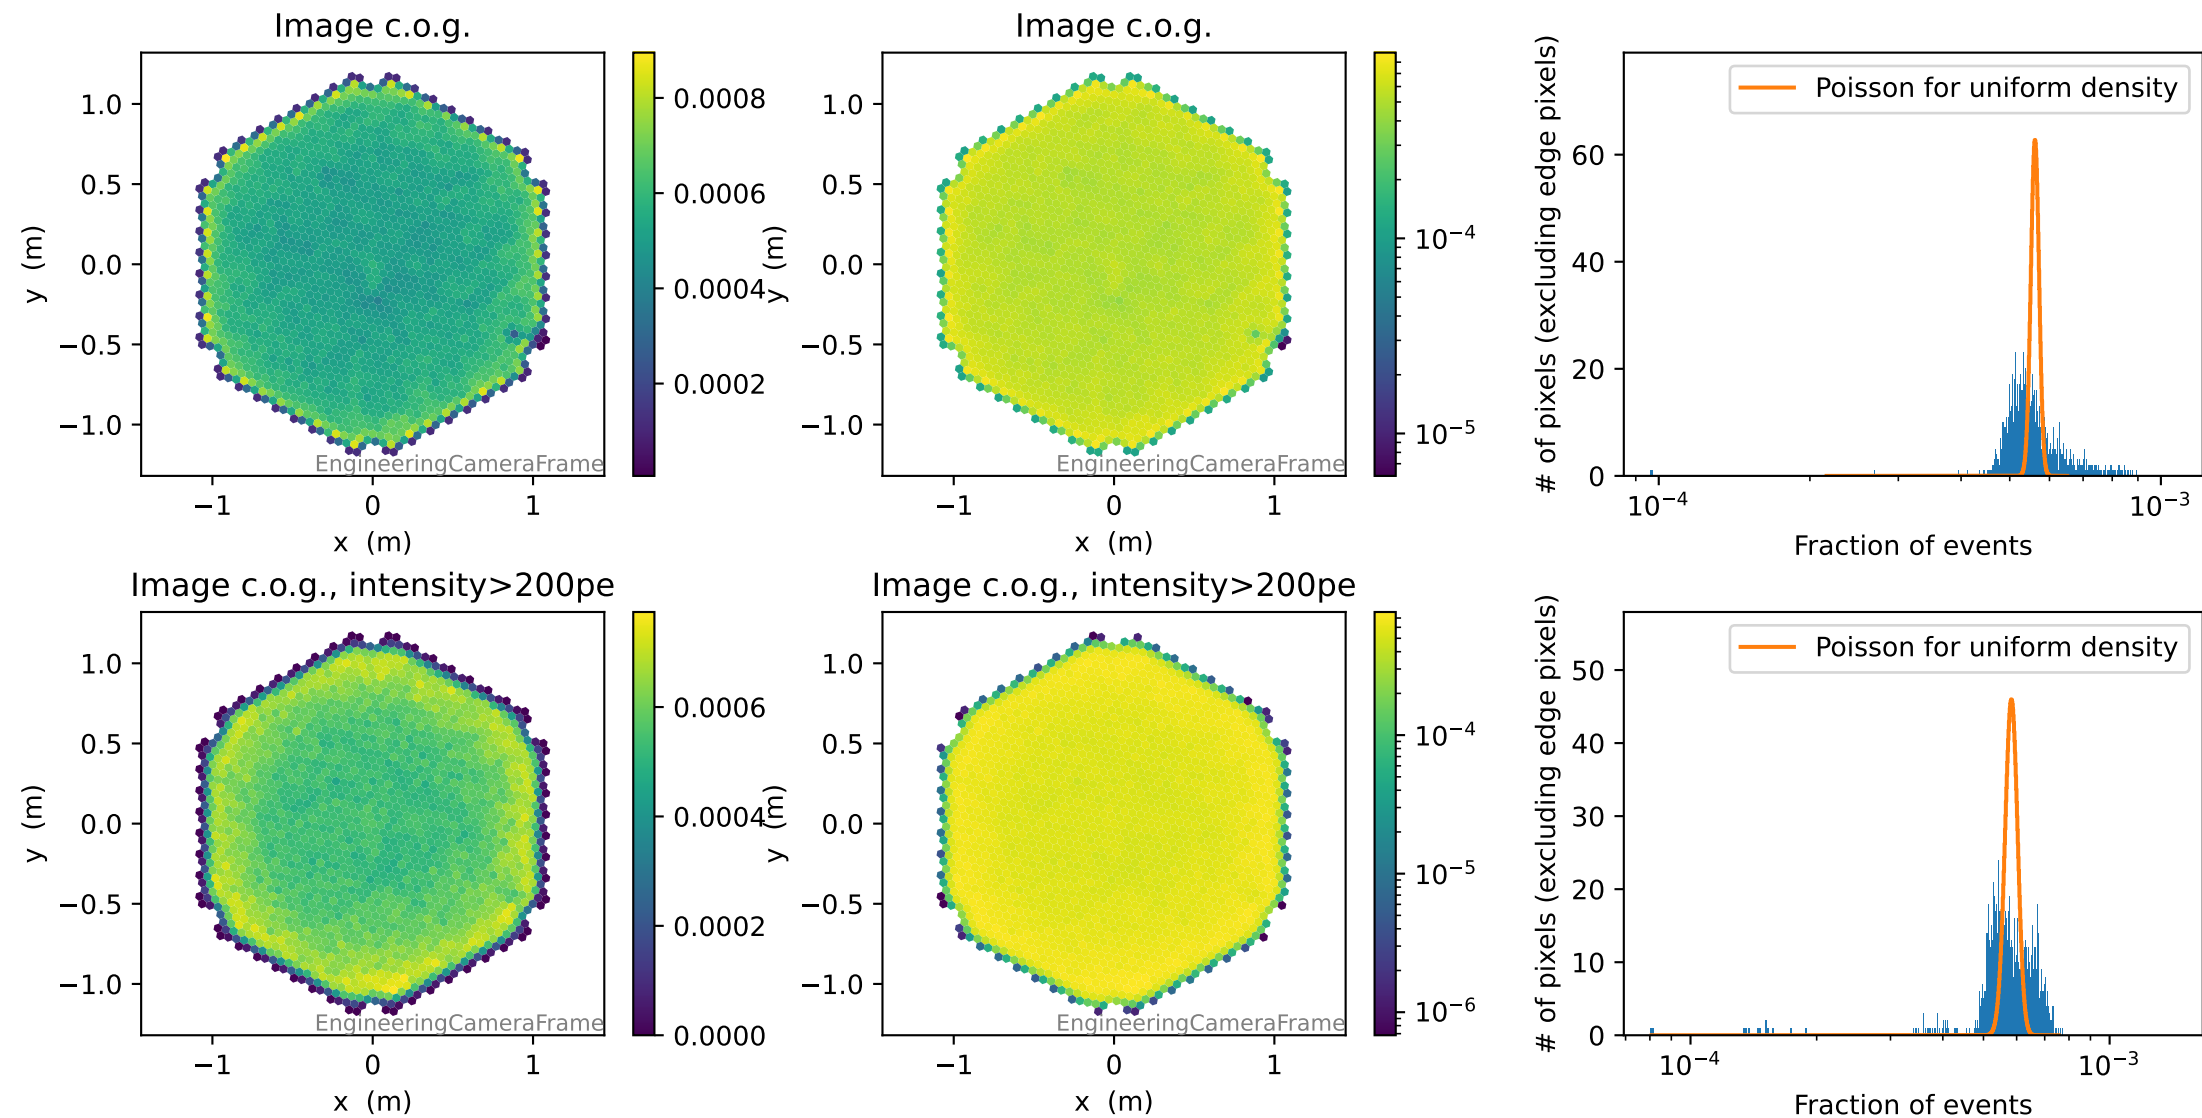 Image c.o.g.
1.0
0.5
0.0
−0.5
−1.0
y (m)
−1
0
1
x (m)
EngineeringCameraFrame
0.0008
0.0006
0.0004
0.0002
Image c.o.g.
1.0
0.5
0.0
−0.5
−1.0
y (m)
−1
0
1
x (m)
EngineeringCameraFrame
10⁻⁴
10⁻⁵
# of pixels (excluding edge pixels)
60
40
20
0
Poisson for uniform density
10⁻⁴
10⁻³
Fraction of events
Image c.o.g., intensity>200pe
1.0
0.5
0.0
−0.5
−1.0
y (m)
−1
0
1
x (m)
EngineeringCameraFrame
0.0006
0.0004
0.0002
0.0000
Image c.o.g., intensity>200pe
1.0
0.5
0.0
−0.5
−1.0
y (m)
−1
0
1
x (m)
EngineeringCameraFrame
10⁻⁴
10⁻⁵
10⁻⁶
# of pixels (excluding edge pixels)
50
40
30
20
10
0
Poisson for uniform density
10⁻⁴
10⁻³
Fraction of events